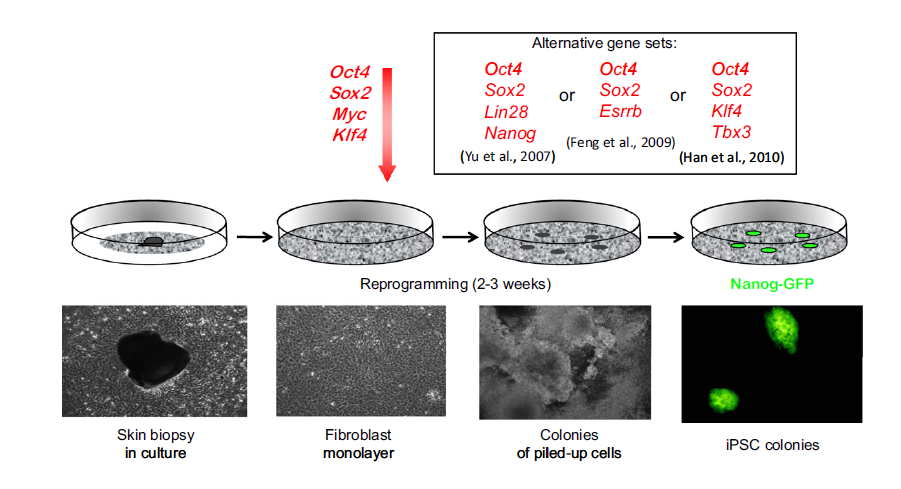 Alternative gene sets:
Oct4
Sox2
Myc
Klf4
Oct4
Sox2
Lin28
Nanog
(Yu et al., 2007)
or
Oct4
Sox2
Esrrb
(Feng et al., 2009)
or
Oct4
Sox2
Klf4
Tbx3
(Han et al., 2010)
Reprogramming (2-3 weeks)
Nanog-GFP
Skin biopsy
in culture
Fibroblast
monolayer
Colonies
of piled-up cells
iPSC colonies